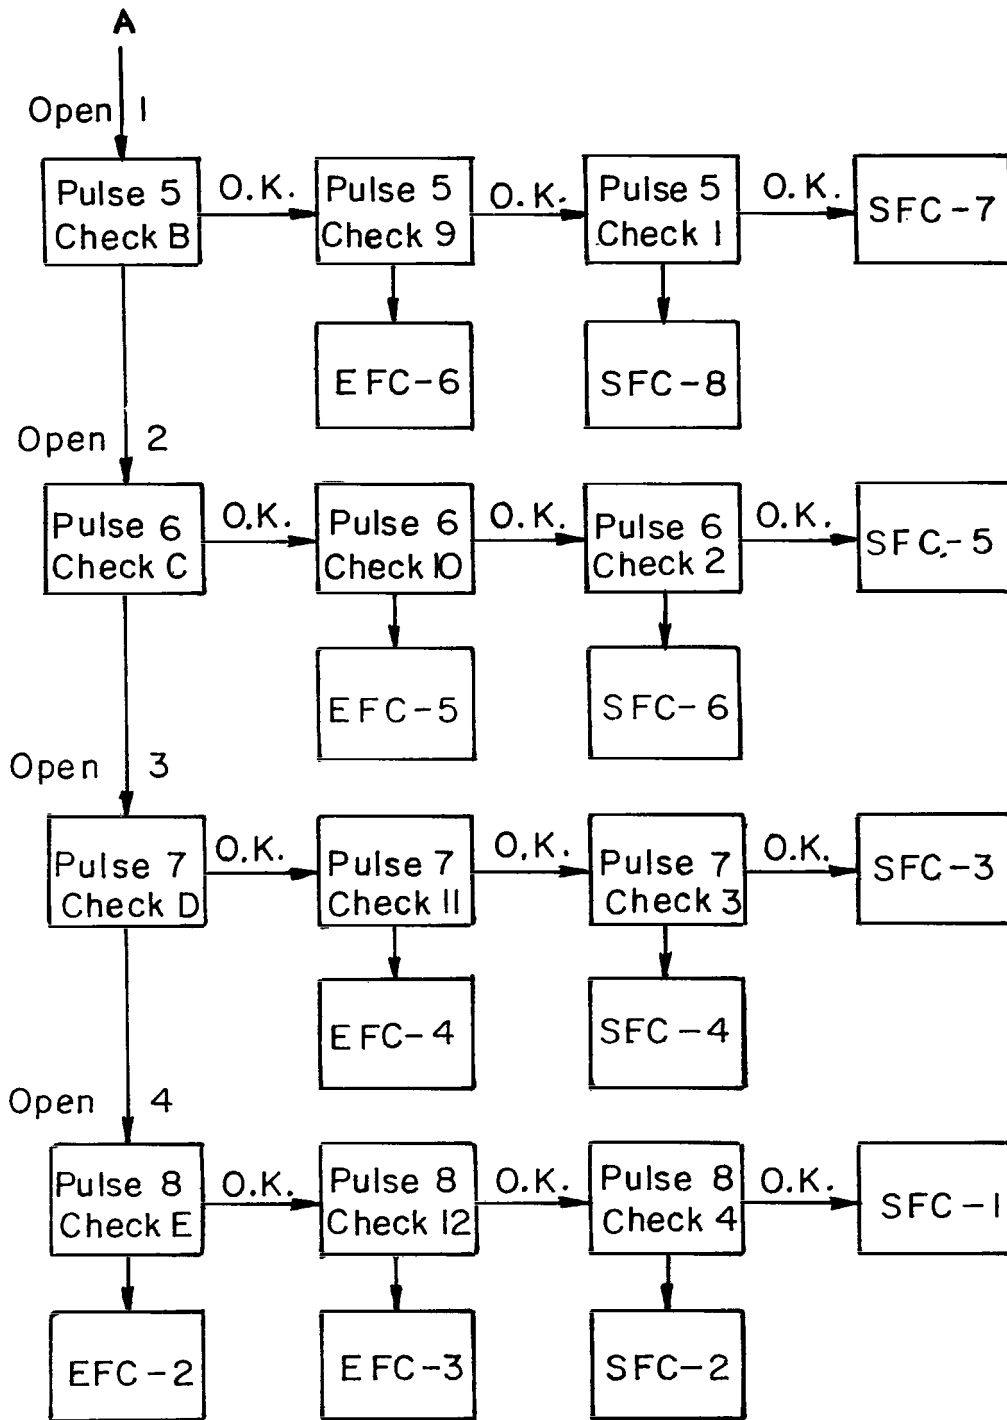 A
Open 1
Pulse 5
Check B
O.K.
Pulse 5
Check 9
O.K.
Pulse 5
Check 1
O.K.
SFC-7
EFC-6
SFC-8
Open 2
Pulse 6
Check C
O.K.
Pulse 6
Check 10
O.K.
Pulse 6
Check 2
O.K.
SFC-5
EFC-5
SFC-6
Open 3
Pulse 7
Check D
O.K.
Pulse 7
Check 11
O.K.
Pulse 7
Check 3
O.K.
SFC-3
EFC-4
SFC-4
Open 4
Pulse 8
Check E
O.K.
Pulse 8
Check 12
O.K.
Pulse 8
Check 4
O.K.
SFC-1
EFC-2
EFC-3
SFC-2